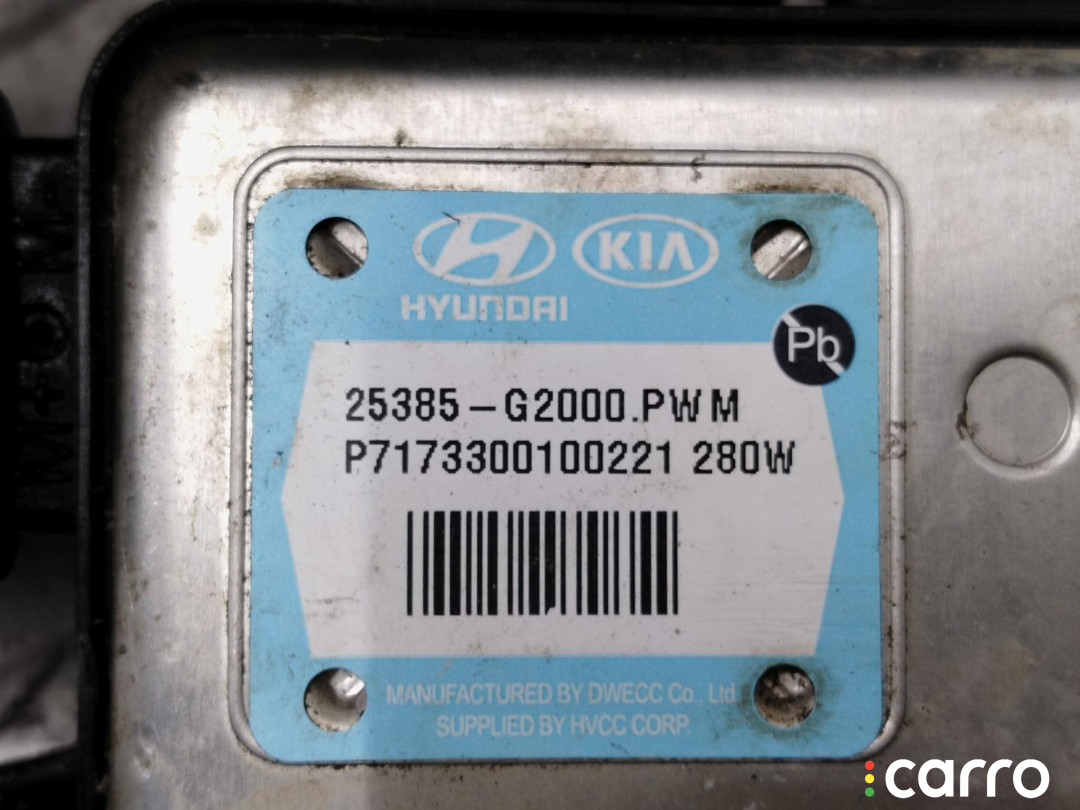 KIA
HYUNDAI
Pb
25385-G2000.PWM
P7173300100221 280W
MANUFACTURED BY DWECC Co., Ltd.
SUPPLIED BY HVCC CORP.
carro